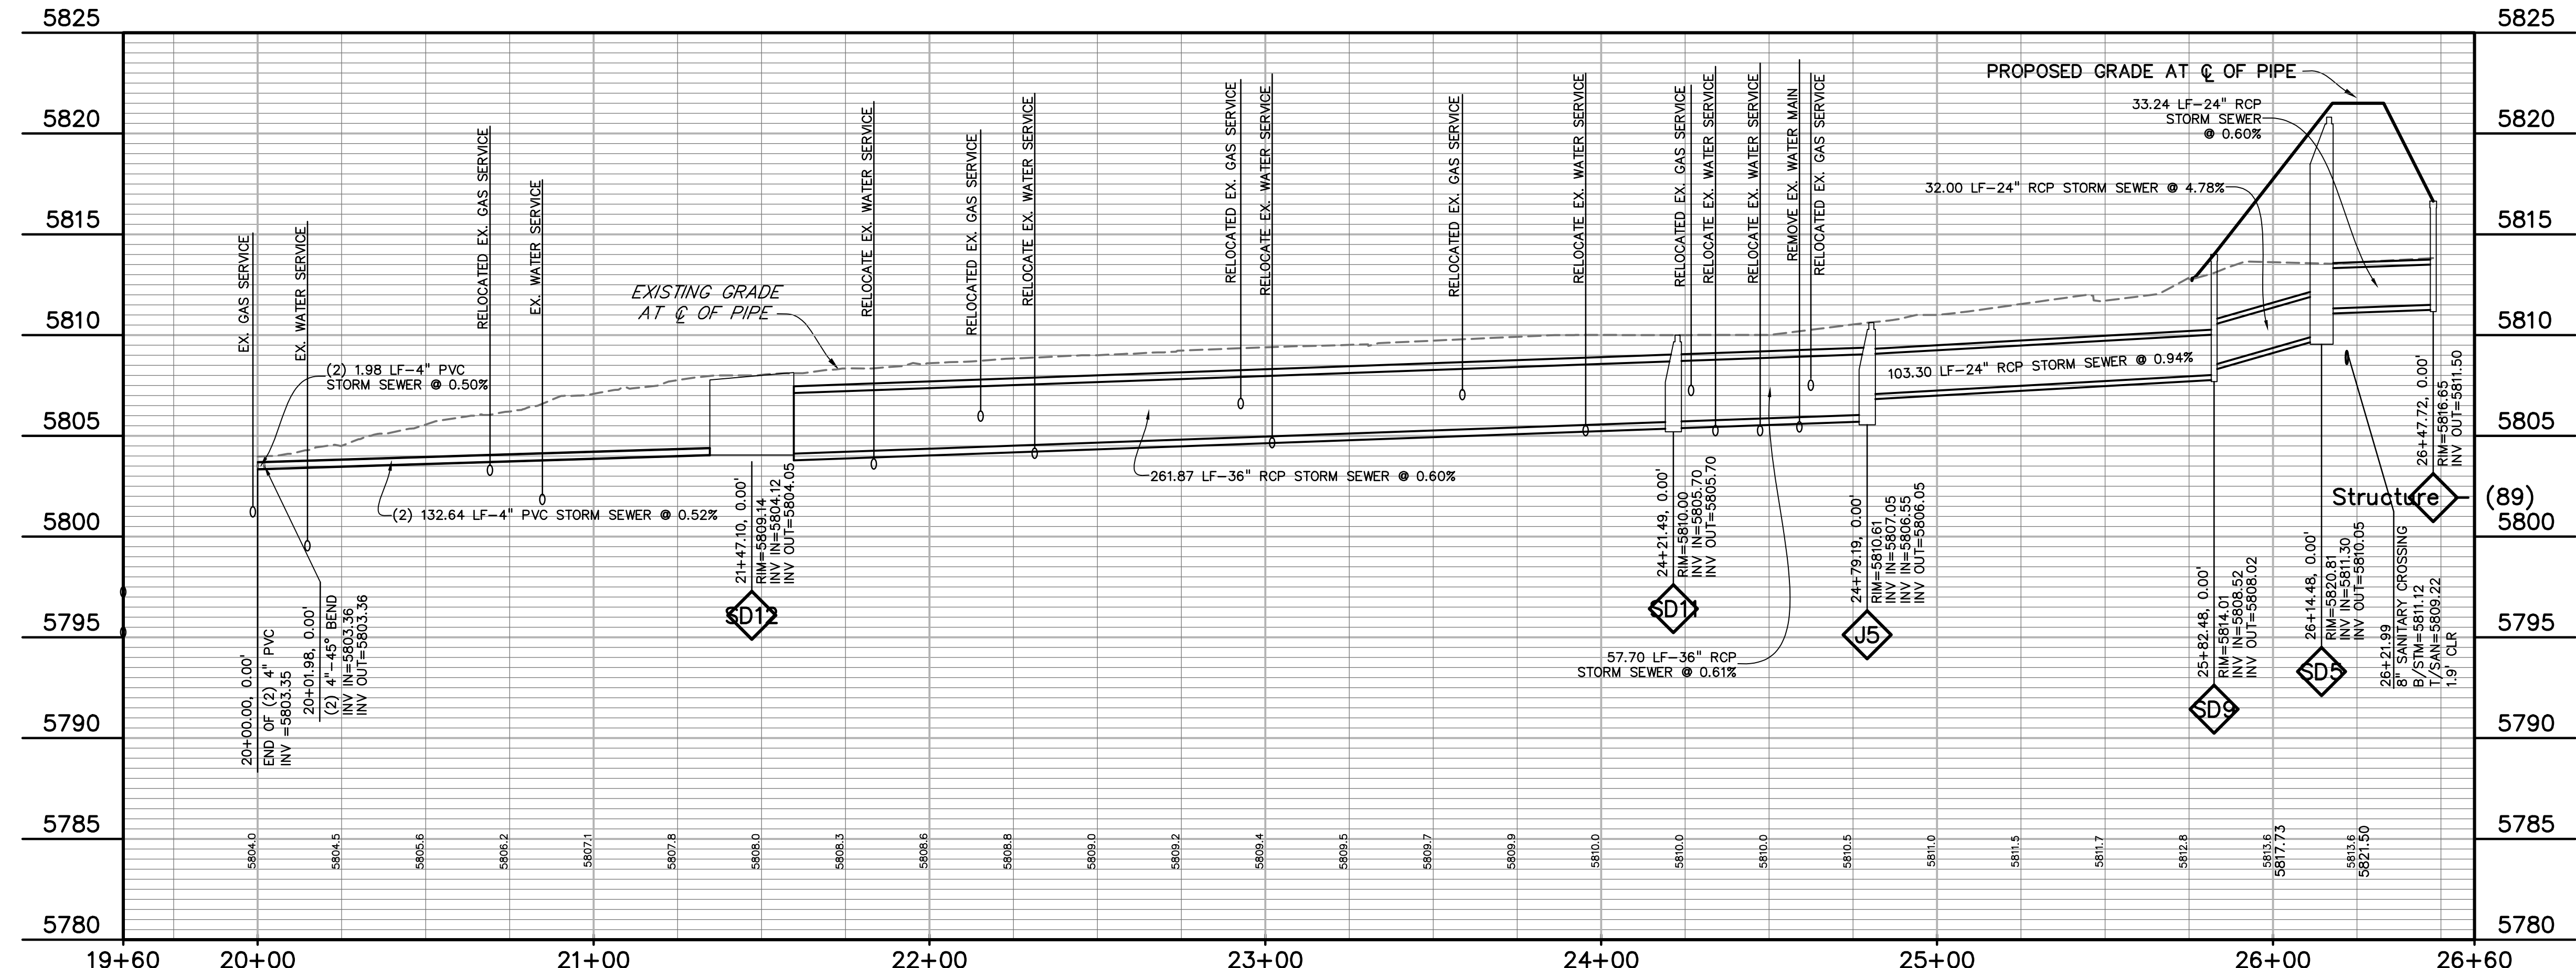 5825
5825
5820
5820
5815
5815
5810
5810
5805
5805
5800
5800
5795
5795
5790
5790
5785
5785
5780
5780
EX. GAS SERVICE
EX. WATER SERVICE
RELOCATED EX. GAS SERVICE
EX. WATER SERVICE
RELOCATE EX. WATER SERVICE
RELOCATED EX. GAS SERVICE
RELOCATE EX. WATER SERVICE
RELOCATED EX. GAS SERVICE
RELOCATE EX. WATER SERVICE
RELOCATED EX. GAS SERVICE
RELOCATE EX. WATER SERVICE
RELOCATED EX. GAS SERVICE
RELOCATE EX. WATER SERVICE
RELOCATE EX. WATER SERVICE
REMOVE EX. WATER MAIN
RELOCATED EX. GAS SERVICE
PROPOSED GRADE AT ℄ OF PIPE
33.24 LF-24" RCP
STORM SEWER
@ 0.60%
32.00 LF-24" RCP STORM SEWER @ 4.78%
EXISTING GRADE
AT ℄ OF PIPE
(2) 1.98 LF-4" PVC
STORM SEWER @ 0.50%
(2) 132.64 LF-4" PVC STORM SEWER @ 0.52%
261.87 LF-36" RCP STORM SEWER @ 0.60%
103.30 LF-24" RCP STORM SEWER @ 0.94%
57.70 LF-36" RCP
STORM SEWER @ 0.61%
20+00.00, 0.00'
END OF (2) 4" PVC
INV =5803.35
20+01.98, 0.00'
(2) 4"-45° BEND
INV IN=5803.36
INV OUT=5803.36
21+47.10, 0.00'
RIM=5809.14
INV IN=5804.12
INV OUT=5804.05
SD12
24+21.49, 0.00'
RIM=5810.00
INV IN=5805.70
INV OUT=5805.70
SD11
24+79.19, 0.00'
RIM=5810.61
INV IN=5807.05
INV IN=5806.55
INV OUT=5806.05
J5
25+82.48, 0.00'
RIM=5814.01
INV IN=5808.52
INV OUT=5808.02
SD9
26+14.48, 0.00'
RIM=5820.81
INV IN=5811.30
INV OUT=5810.05
SD5
26+21.99
8" SANITARY CROSSING
B/STM=5811.12
T/SAN=5809.22
1.9' CLR
26+47.72, 0.00'
RIM=5816.65
INV OUT=5811.50
Structure - (89)
5804.0
5804.5
5805.6
5806.2
5807.1
5807.8
5808.0
5808.3
5808.6
5808.8
5809.0
5809.2
5809.4
5809.5
5809.7
5809.9
5810.0
5810.0
5810.0
5810.5
5811.0
5811.5
5811.7
5812.8
5813.6
5817.73
5813.6
5821.50
19+60
20+00
21+00
22+00
23+00
24+00
25+00
26+00
26+60